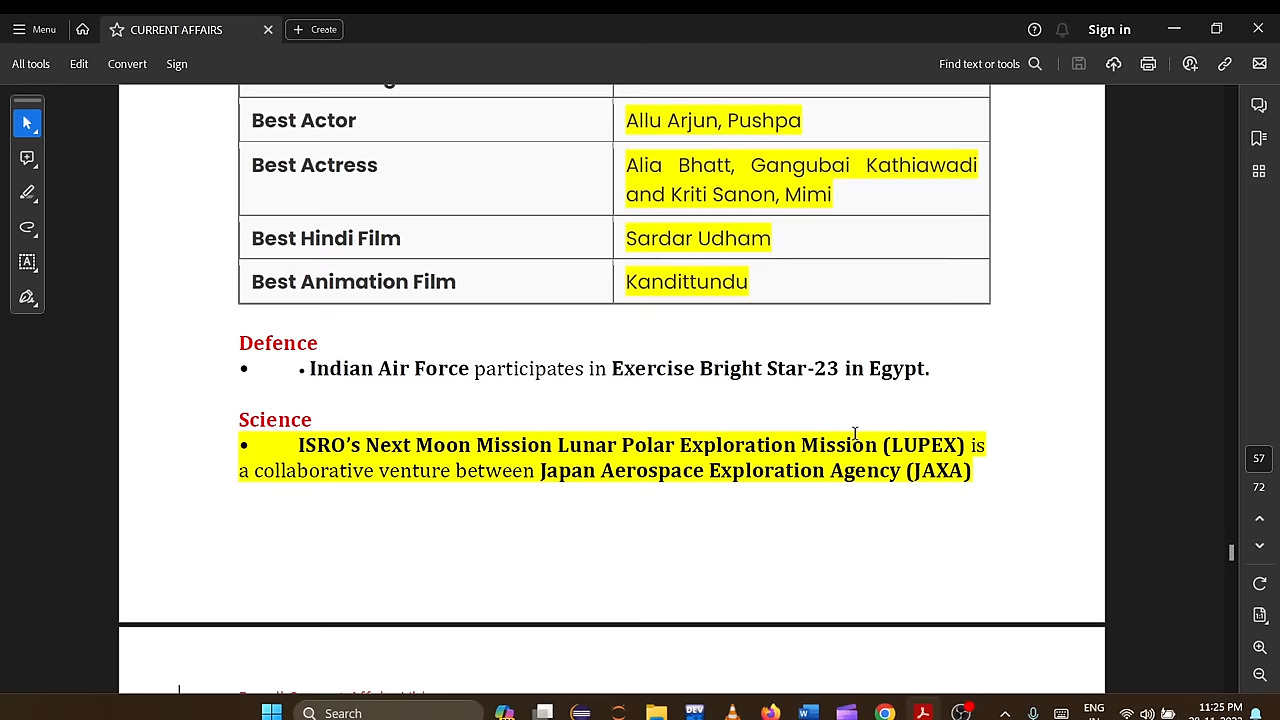 Menu
CURRENT AFFAIRS
Create
Sign in
All tools
Edit
Convert
Sign
Find text or tools
Best Actor
Allu Arjun, Pushpa
Best Actress
Alia Bhatt, Gangubai Kathiawadi
and Kriti Sanon, Mimi
Best Hindi Film
Sardar Udham
Best Animation Film
Kandittundu
Defence
• • Indian Air Force participates in Exercise Bright Star-23 in Egypt.
Science
• ISRO’s Next Moon Mission Lunar Polar Exploration Mission (LUPEX) is
a collaborative venture between Japan Aerospace Exploration Agency (JAXA)
57
72
Search
DEV
ENG
11:25 PM